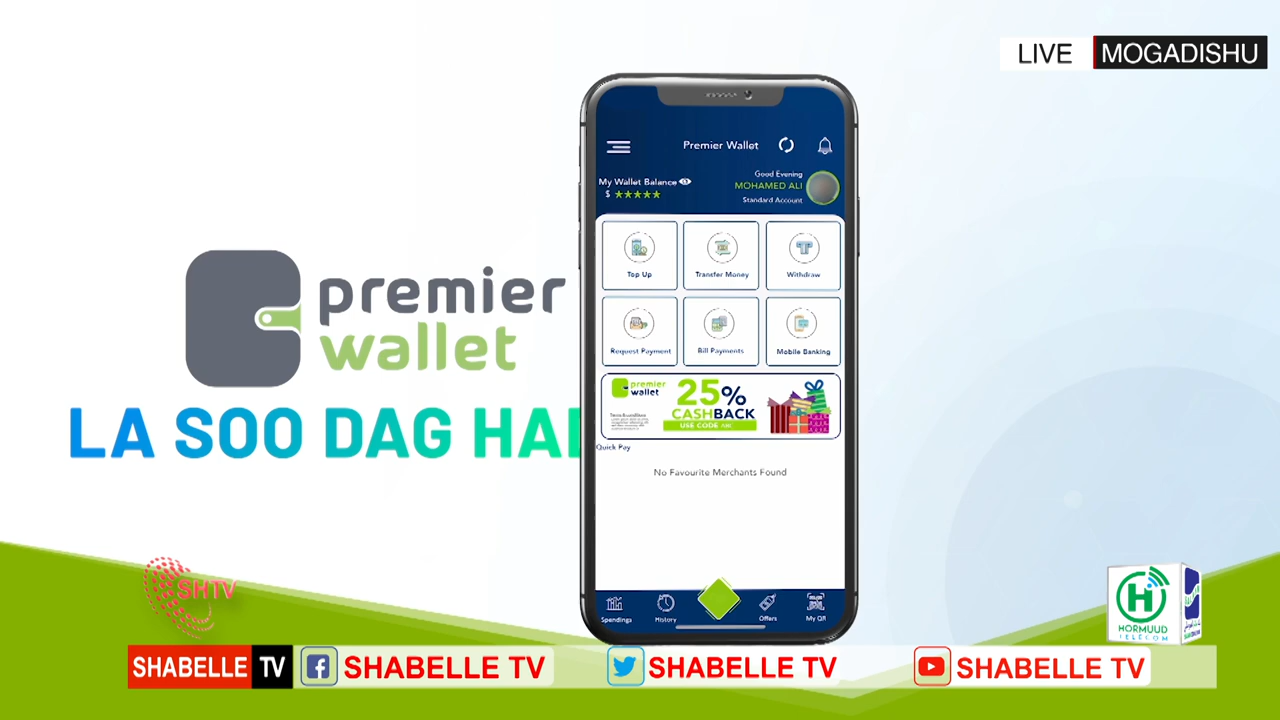 LIVE MOGADISHU
premier
wallet
LA SOO DAG HA
Premier Wallet
My Wallet Balance
$ ★★★★★
Good Evening
MOHAMED ALI
Standard Account
Top Up
Transfer Money
Withdraw
Request Payment
Bill Payments
Mobile Banking
premier
wallet
25%
CASHBACK
USE CODE
Quick Pay
No Favourite Merchants Found
Spendings
History
Offers
My QR
SHTV
HORMUUD
TELECOM
SHABELLE TV
SHABELLE TV
SHABELLE TV
SHABELLE TV